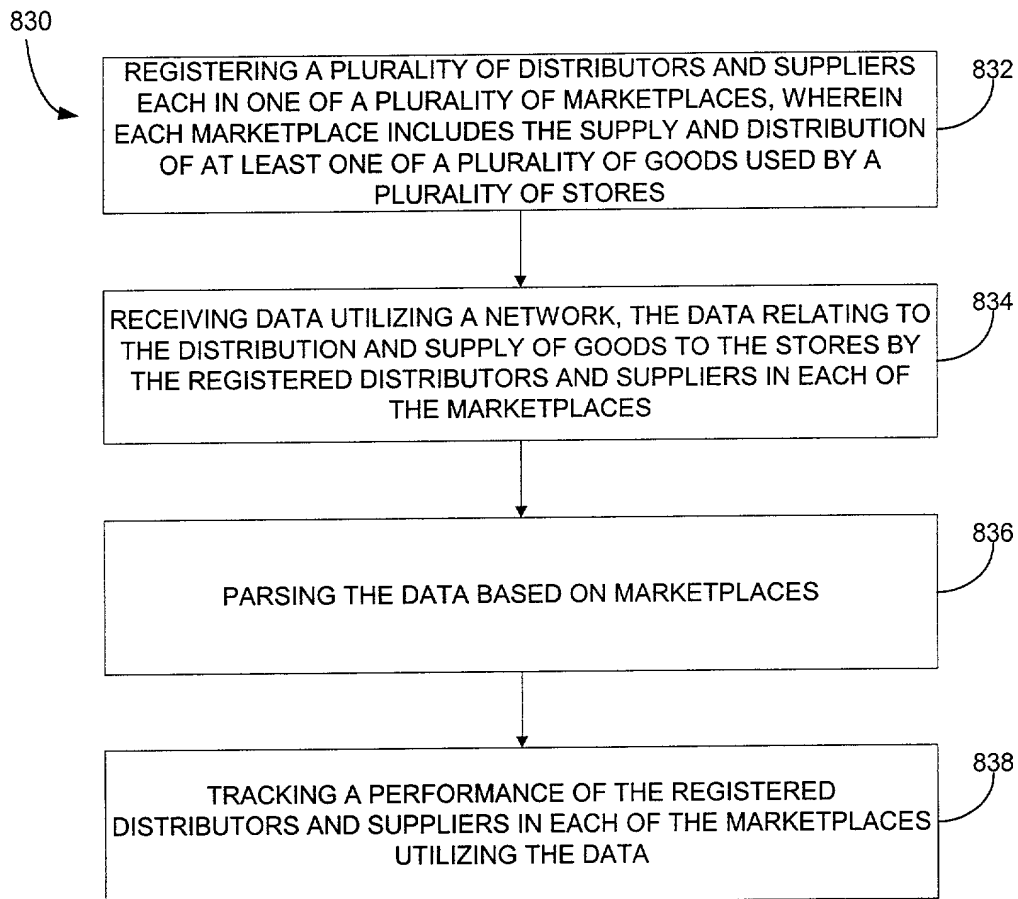 830
REGISTERING A PLURALITY OF DISTRIBUTORS AND SUPPLIERS
EACH IN ONE OF A PLURALITY OF MARKETPLACES, WHEREIN
EACH MARKETPLACE INCLUDES THE SUPPLY AND DISTRIBUTION
OF AT LEAST ONE OF A PLURALITY OF GOODS USED BY A
PLURALITY OF STORES
832
RECEIVING DATA UTILIZING A NETWORK, THE DATA RELATING TO
THE DISTRIBUTION AND SUPPLY OF GOODS TO THE STORES BY
THE REGISTERED DISTRIBUTORS AND SUPPLIERS IN EACH OF
THE MARKETPLACES
834
PARSING THE DATA BASED ON MARKETPLACES
836
TRACKING A PERFORMANCE OF THE REGISTERED
DISTRIBUTORS AND SUPPLIERS IN EACH OF THE MARKETPLACES
UTILIZING THE DATA
838